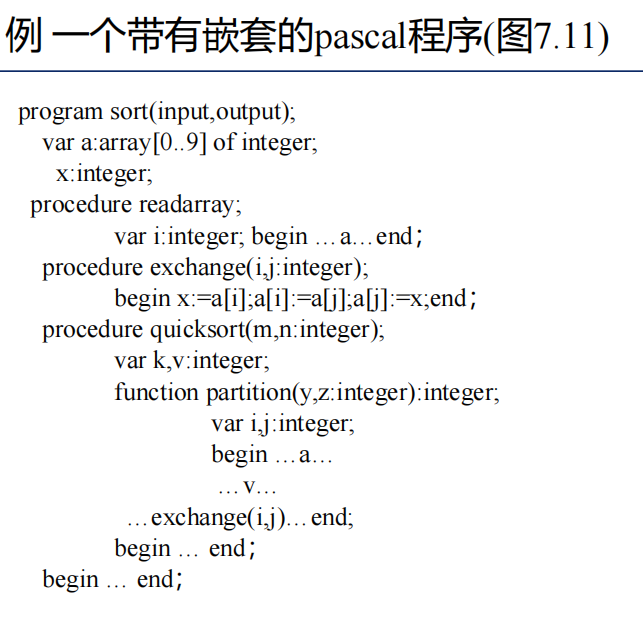 例 一个带有嵌套的pascal程序(图7.11)
program sort(input,output);
var a:array[0..9] of integer;
x:integer;
procedure readarray;
var i:integer; begin …a…end；
procedure exchange(i,j:integer);
begin x:=a[i];a[i]:=a[j];a[j]:=x;end；
procedure quicksort(m,n:integer);
var k,v:integer;
function partition(y,z:integer):integer;
var i,j:integer;
begin …a…
…v…
…exchange(i,j)…end;
begin … end；
begin … end；